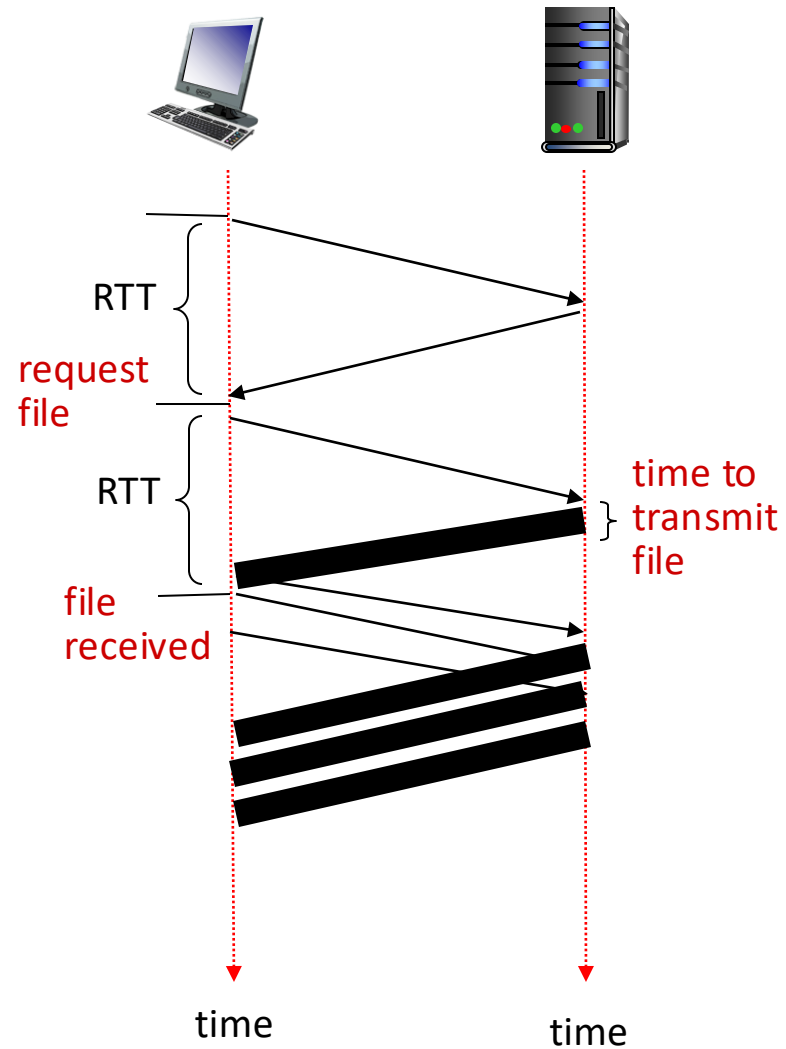 RTT
request
file
RTT
time to
transmit
file
file
received
time
time